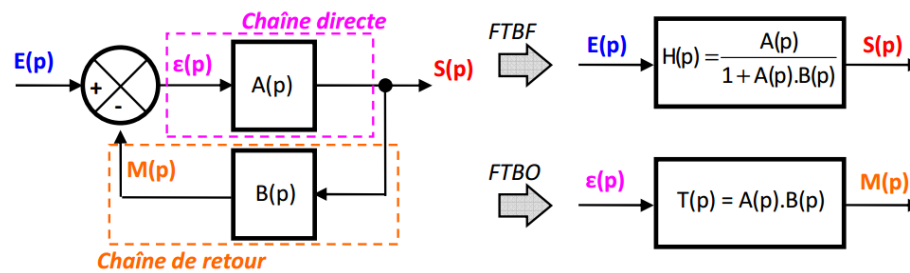 Chaîne directe
E(p)
+
-
ε(p)
A(p)
S(p)
M(p)
B(p)
Chaîne de retour
FTBF
E(p)
H(p) = A(p) / 1 + A(p).B(p)
S(p)
FTBO
ε(p)
T(p) = A(p).B(p)
M(p)